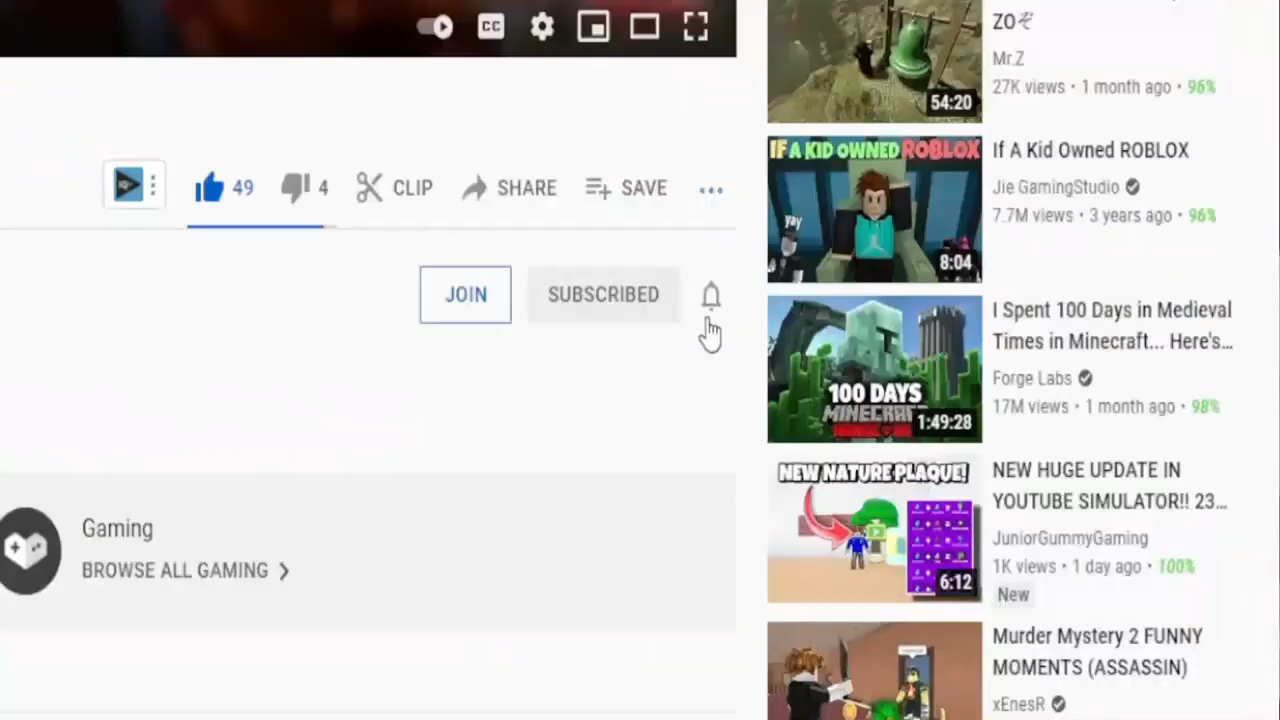 CC
49
4
CLIP
SHARE
SAVE
JOIN
SUBSCRIBED
Gaming
BROWSE ALL GAMING
ZOぞ
Mr.Z
27K views • 1 month ago • 96%
54:20
IF A KID OWNED ROBLOX
yay
8:04
If A Kid Owned ROBLOX
Jie GamingStudio
7.7M views • 3 years ago • 96%
100 DAYS
MINECRAFT
1:49:28
I Spent 100 Days in Medieval
Times in Minecraft... Here's...
Forge Labs
17M views • 1 month ago • 98%
NEW NATURE PLAQUE!
6:12
NEW HUGE UPDATE IN
YOUTUBE SIMULATOR!! 23...
JuniorGummyGaming
1K views • 1 day ago • 100%
New
Murder Mystery 2 FUNNY
MOMENTS (ASSASSIN)
xEnesR